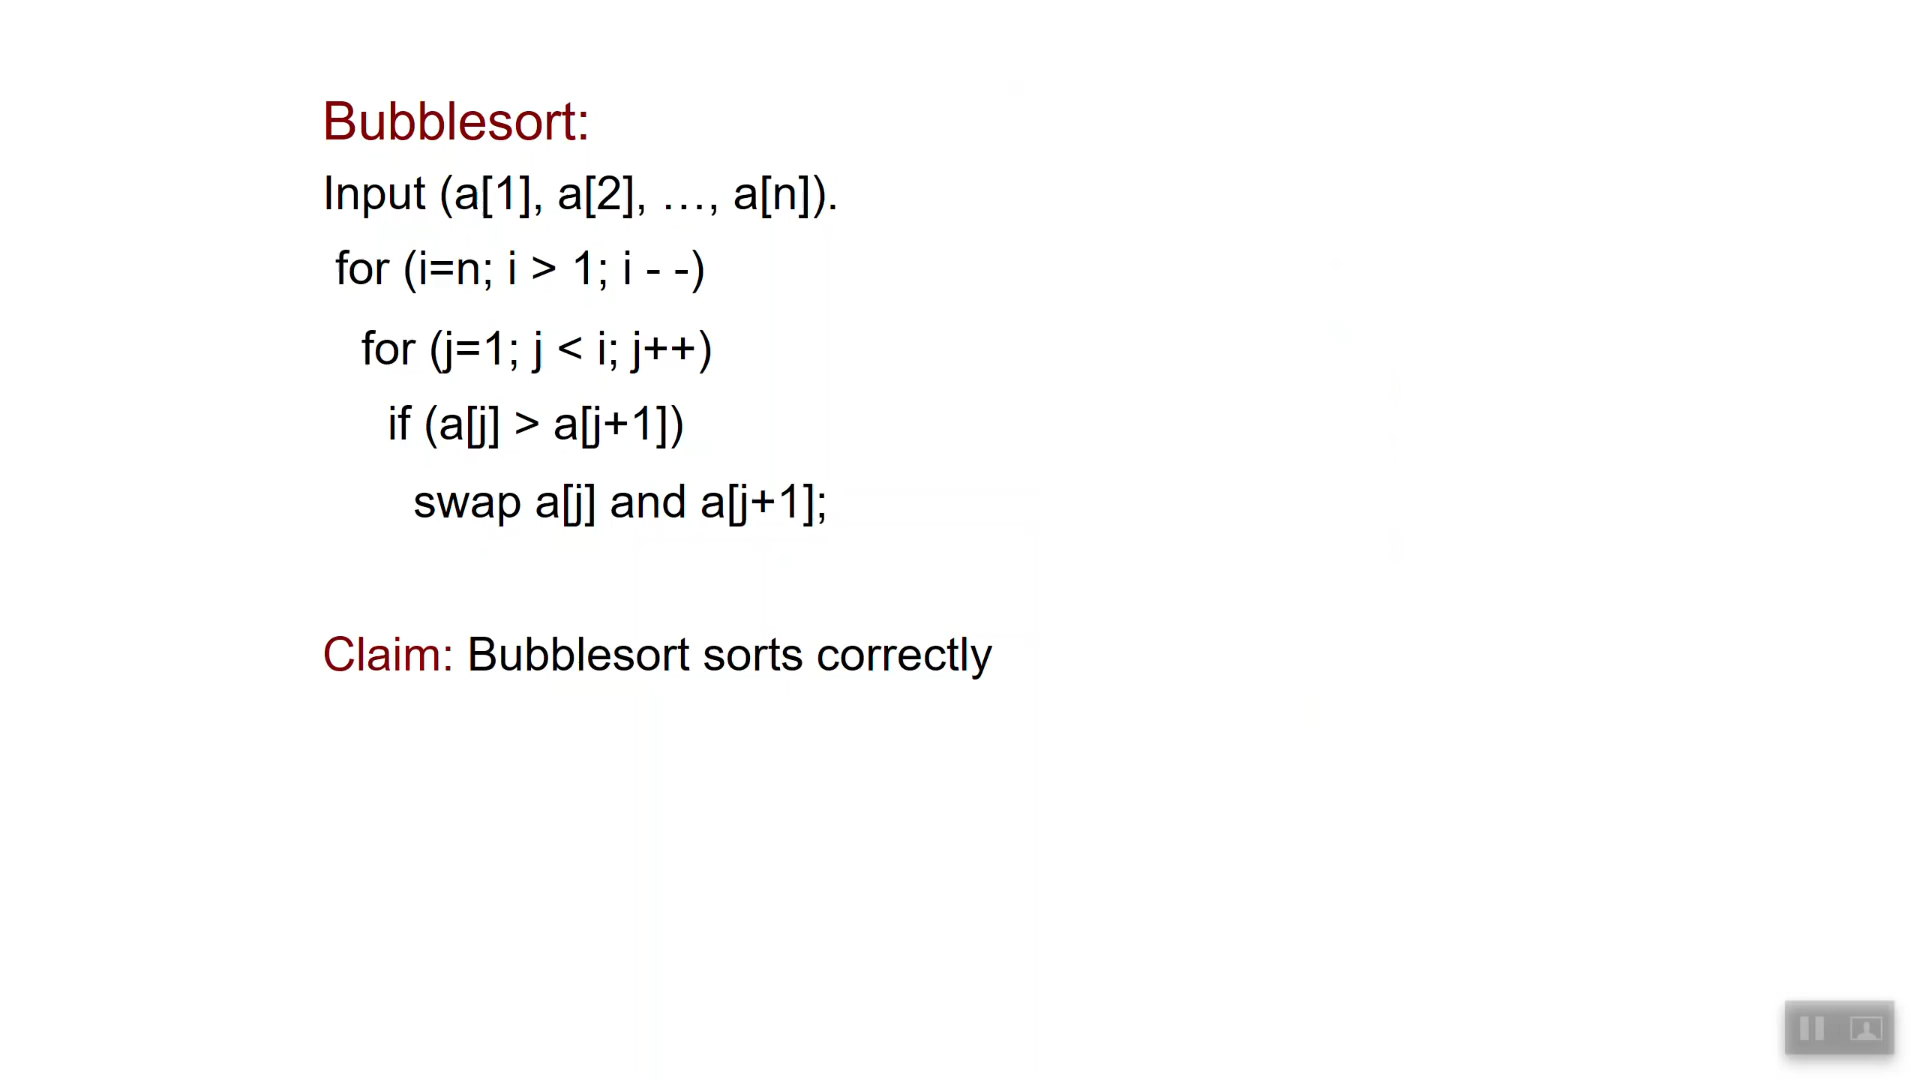 Bubblesort:
Input (a[1], a[2], …, a[n]).
for (i=n; i > 1; i - -)
for (j=1; j < i; j++)
if (a[j] > a[j+1])
swap a[j] and a[j+1];
Claim: Bubblesort sorts correctly